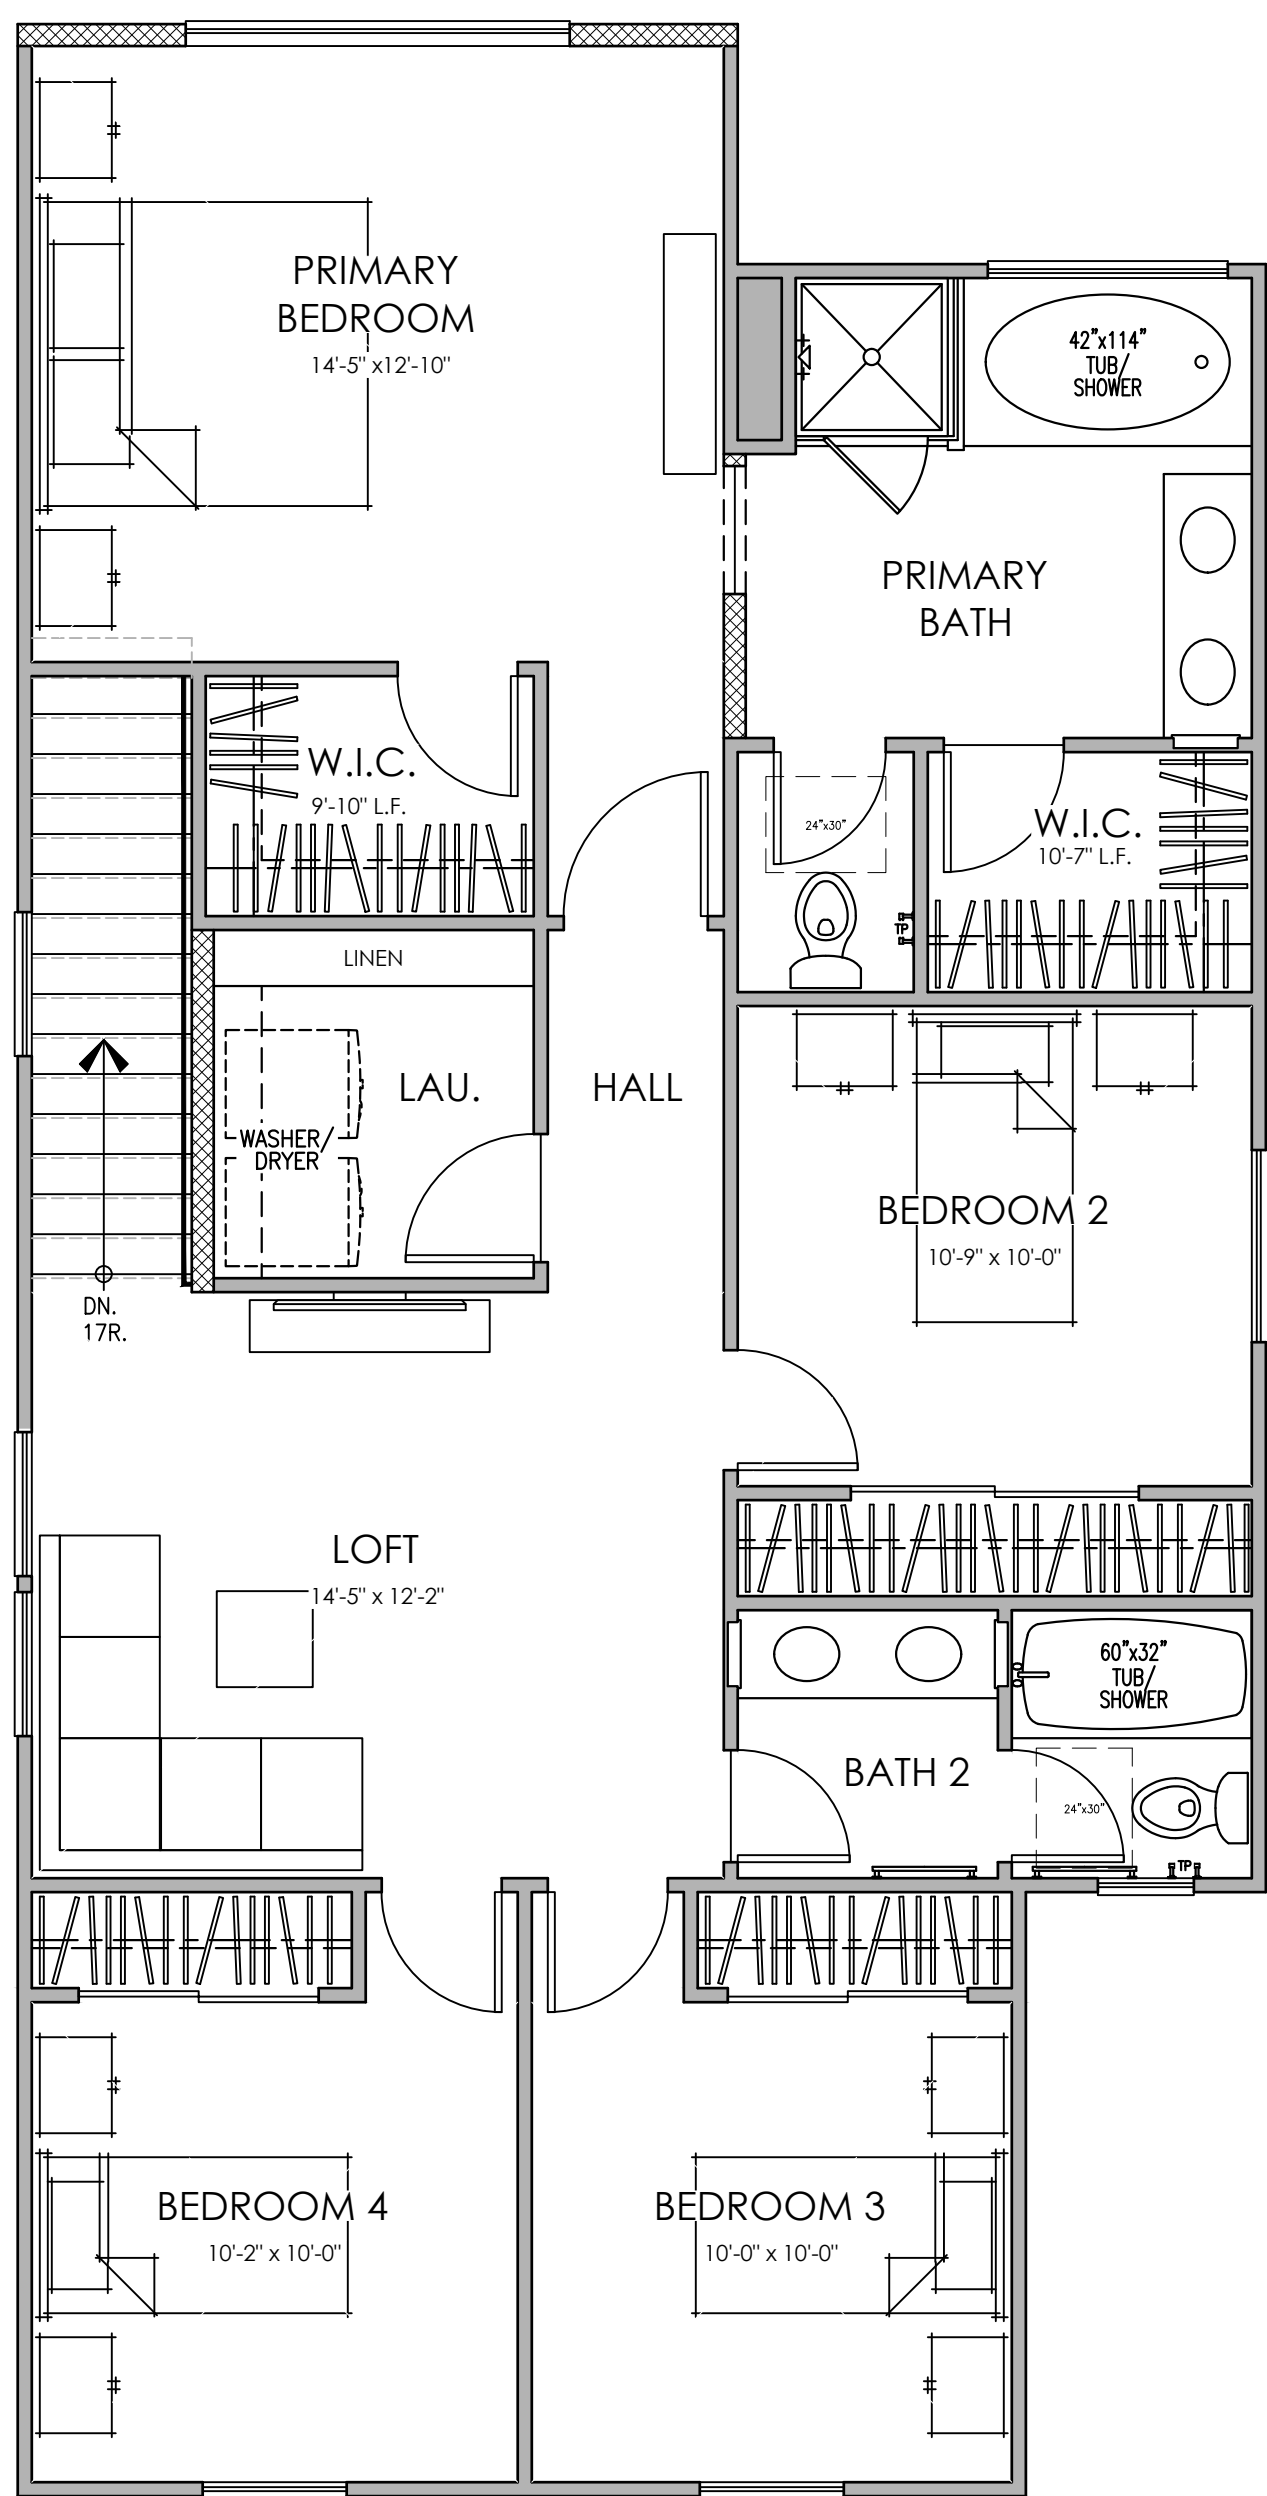 PRIMARY
BEDROOM
14'-5" x12'-10"
42"x114"
TUB/
SHOWER
PRIMARY
BATH
W.I.C.
9'-10" L.F.
24"x30"
W.I.C.
10'-7" L.F.
TP
LINEN
LAU.
HALL
WASHER/
DRYER
BEDROOM 2
10'-9" x 10'-0"
DN.
17R.
LOFT
14'-5" x 12'-2"
60"x32"
TUB/
SHOWER
BATH 2
24"x30"
TP
BEDROOM 4
10'-2" x 10'-0"
BEDROOM 3
10'-0" x 10'-0"